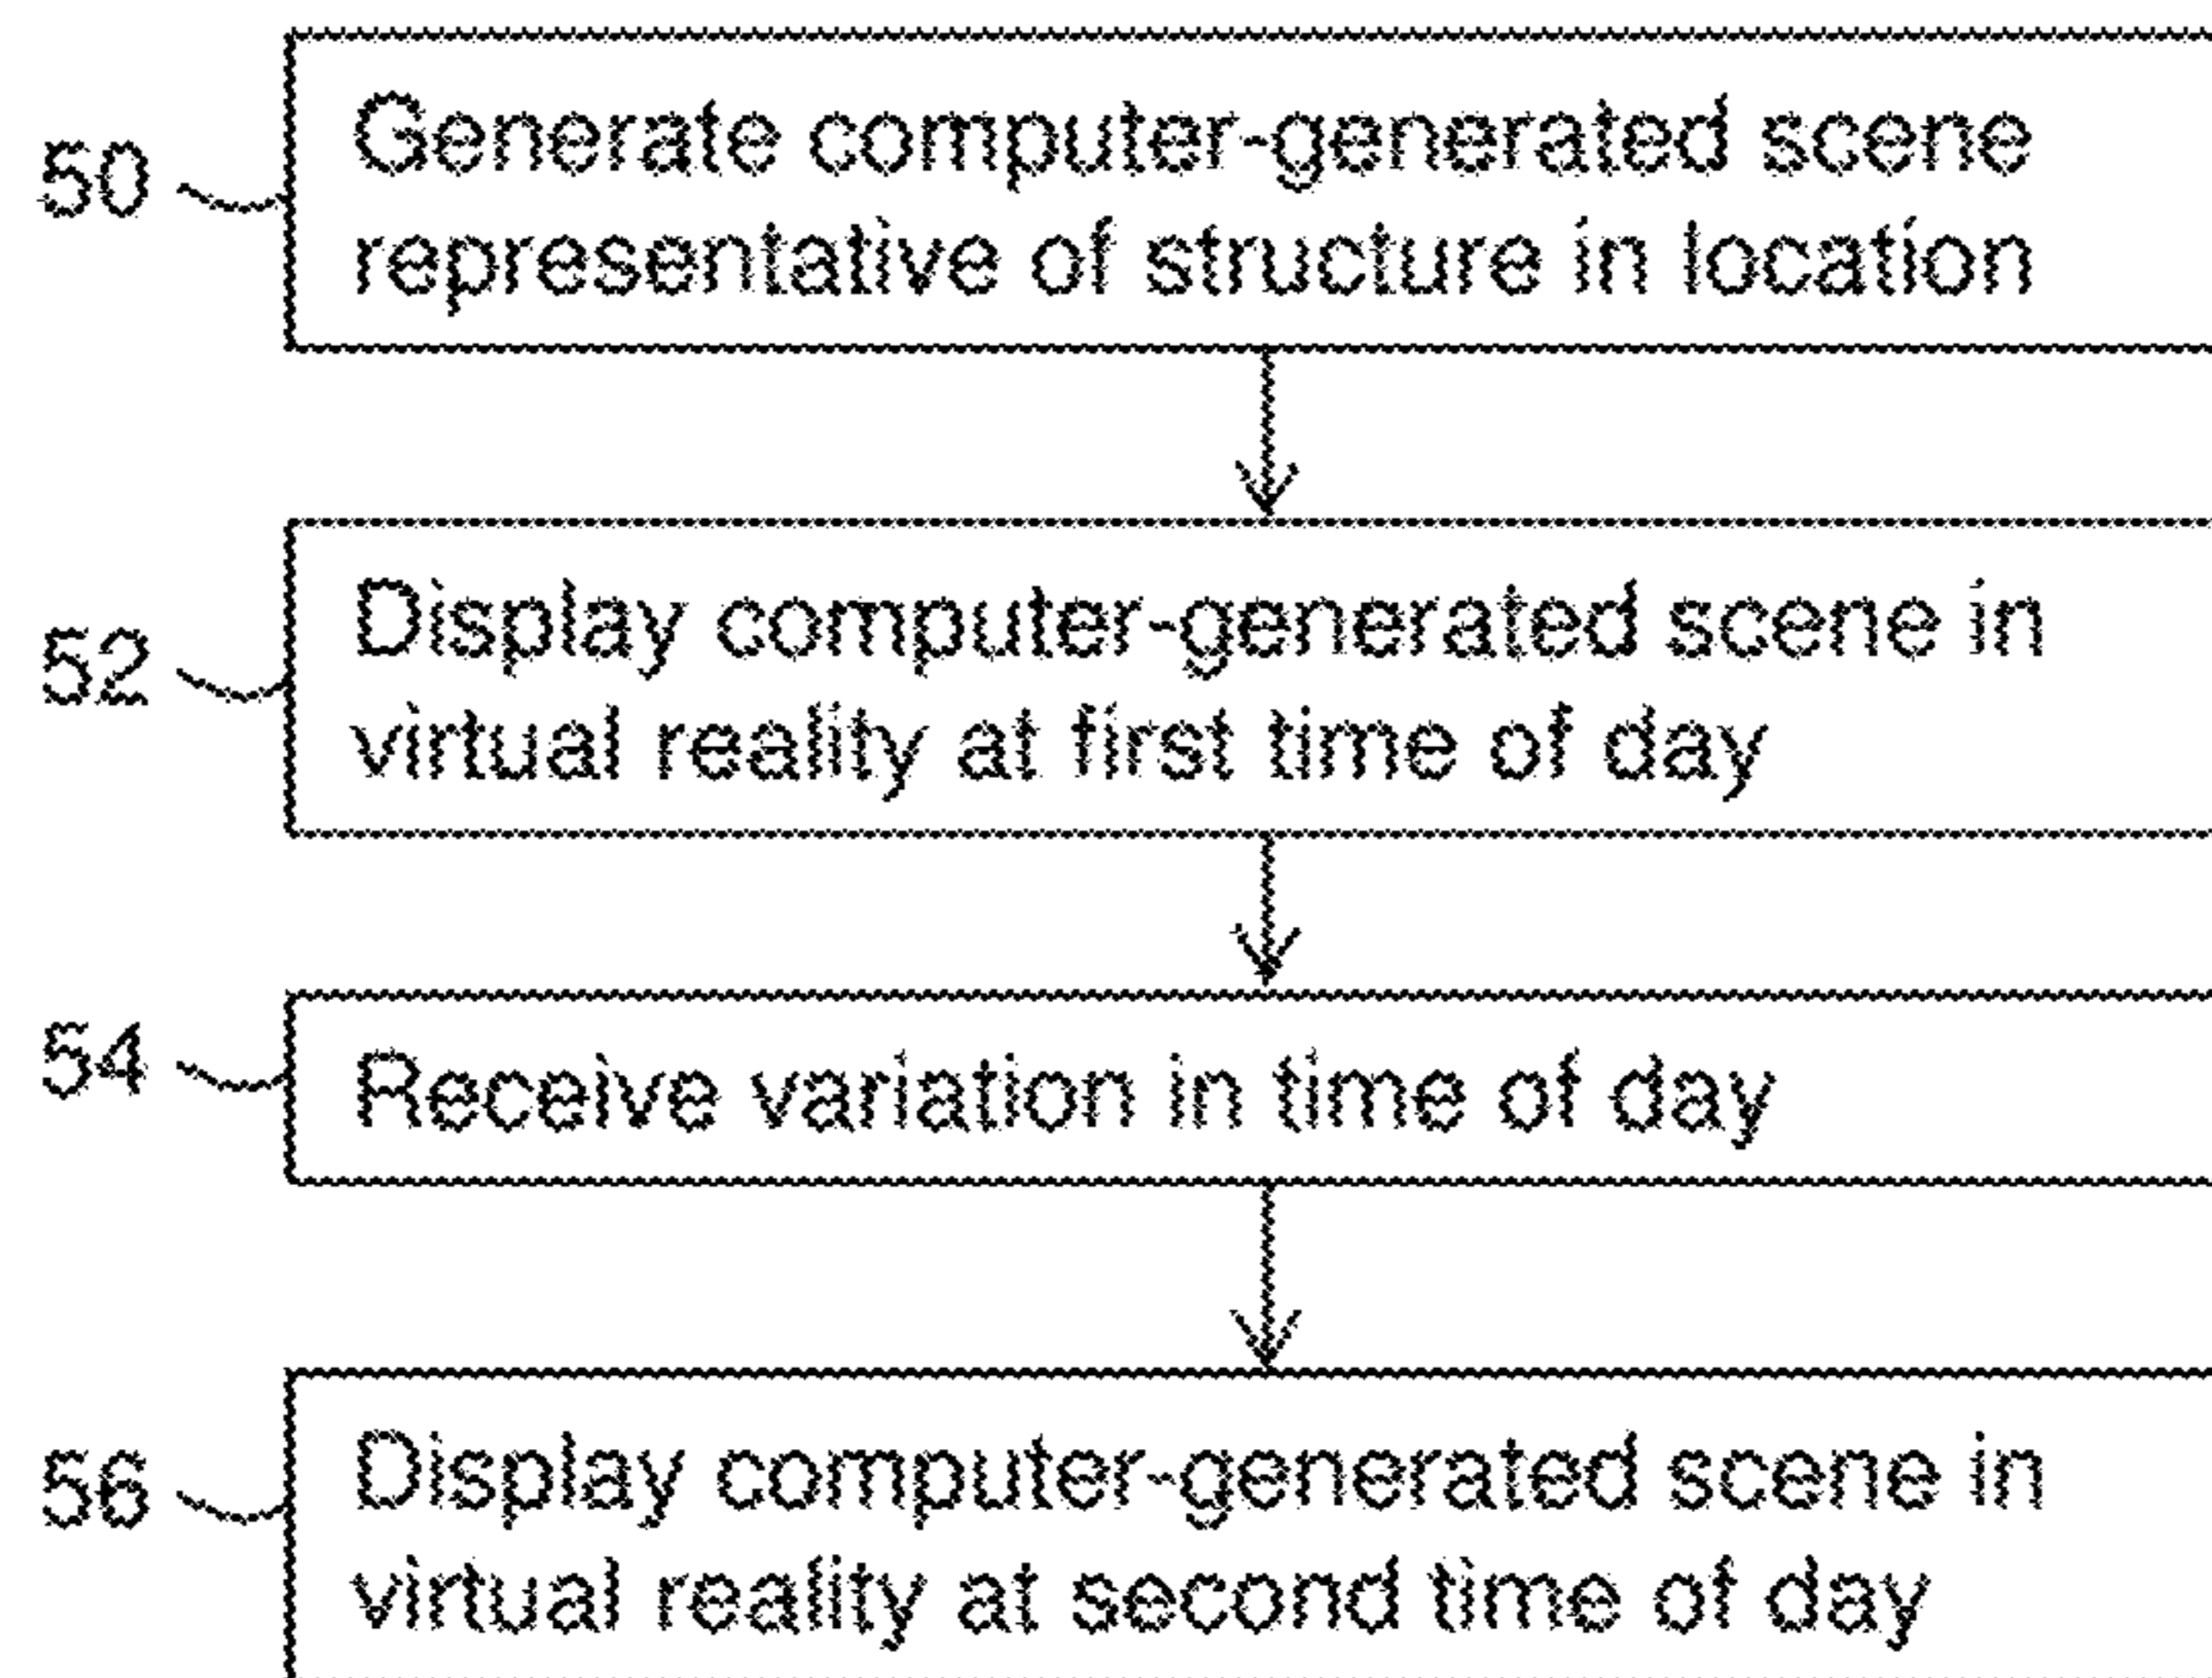 50
Generate computer-generated scene
representative of structure in location
52
Display computer-generated scene in
virtual reality at first time of day
54
Receive variation in time of day
56
Display computer-generated scene in
virtual reality at second time of day